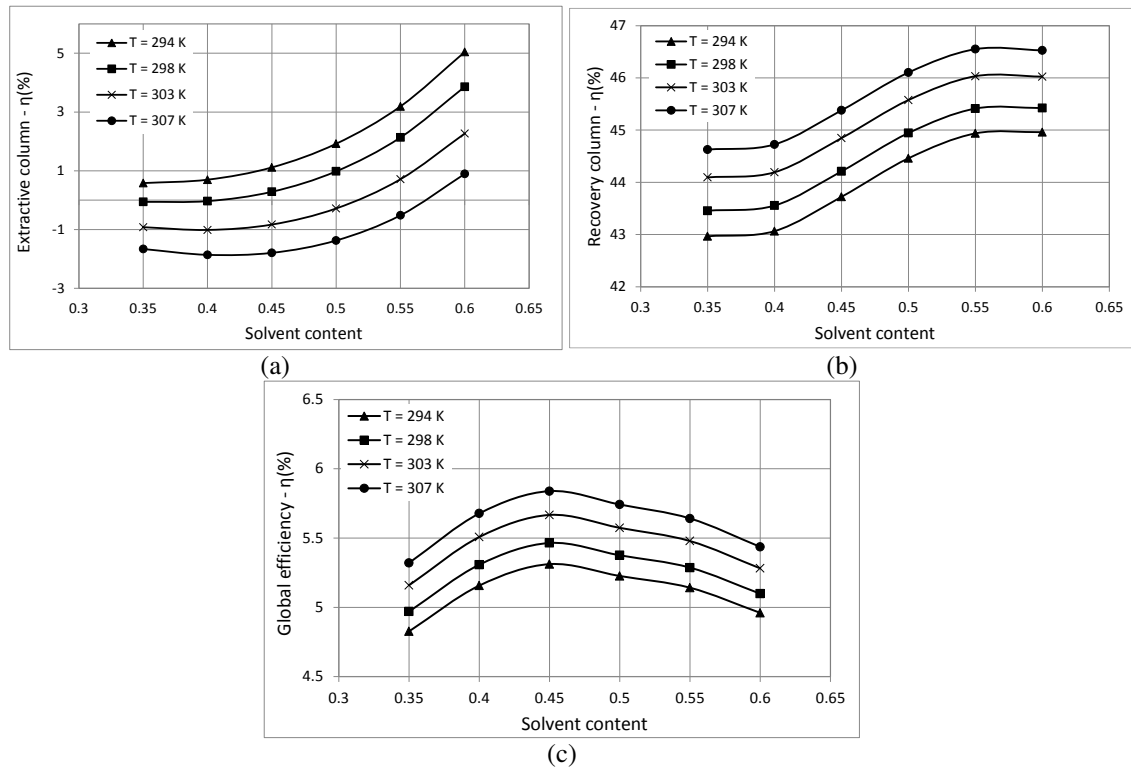 Extractive column - η(%)
5
3
1
-1
-3
T = 294 K
T = 298 K
T = 303 K
T = 307 K
0.3 0.35 0.4 0.45 0.5 0.55 0.6 0.65
Solvent content
(a)
Recovery column - η(%)
47
46
45
44
43
42
T = 294 K
T = 298 K
T = 303 K
T = 307 K
0.3 0.35 0.4 0.45 0.5 0.55 0.6 0.65
Solvent content
(b)
Global efficiency - η(%)
6.5
6
5.5
5
4.5
T = 294 K
T = 298 K
T = 303 K
T = 307 K
0.3 0.35 0.4 0.45 0.5 0.55 0.6 0.65
Solvent content
(c)